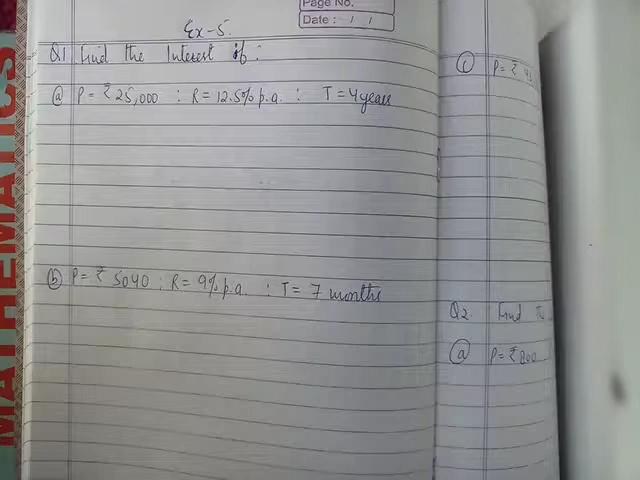 Page No.
Date : / /
Ex-5.
Q1 Find the Interest if :
(a) P = ₹ 25,000 : R = 12.5% p.a. : T = 4 years
(b) P = ₹ 5040 : R = 9% p.a. : T = 7 months
(c) P = ₹
Q2. Find
(a) P = ₹ 800
MATHEMATICS